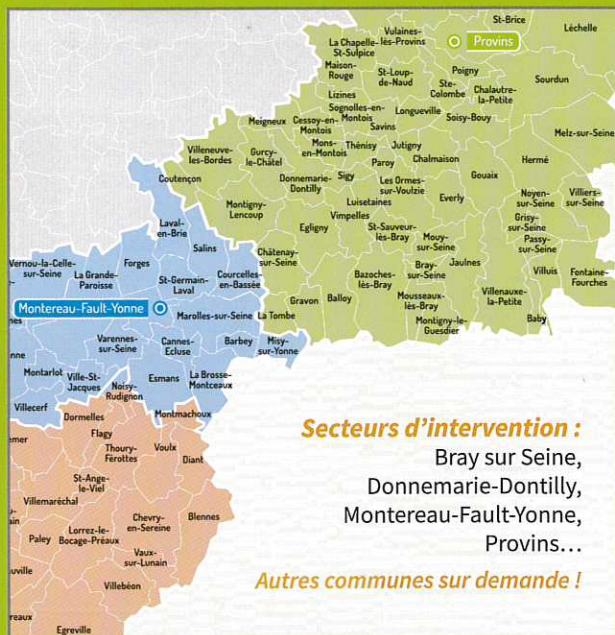 St-Brice
Léchelle
Vulaines-
lès-Provins
Provins
La Chapelle-
St-Sulpice
Maison-
Rouge
St-Loup-
de-Naud
Poigny
Ste-
Colombe
Chalautre-
la-Petite
Sourdun
Lizines
Sognolles-en-
Montois
Longueville
Soisy-Bouy
Meigneux
Cessoy-en-
Montois
Savins
Melz-sur-Seine
Villeneuve-
les-Bordes
Gurcy-
le-Châtel
Mons-
en-Montois
Thénisy
Jutigny
Paroy
Chalmaison
Hermé
Gouaix
Coutençon
Donnemarie-
Dontilly
Sigy
Les Ormes-
sur-Voulzie
Montigny-
Lencoup
Luisetaines
Everly
Noyen-
sur-Seine
Villiers-
sur-Seine
Vimpelles
Egligny
St-Sauveur-
lès-Bray
Mouy-
sur-Seine
Grisy-
sur-Seine
Passy-
sur-Seine
Laval-
en-Brie
Salins
Châtenay-
sur-Seine
Vernou-la-Celle-
sur-Seine
La Grande-
Paroisse
Forges
St-Germain-
Laval
Courcelles-
en-Bassée
Bazoches-
lès-Bray
Bray-
sur-Seine
Jaulnes
Villuis
Fontaine-
Fourches
Montereau-Fault-Yonne
Marolles-sur-Seine
La Tombe
Gravon
Balloy
Mousseaux-
lès-Bray
Villenauxe-
la-Petite
Montigny-le-
Guesdier
Baby
nes
Varennes-
sur-Seine
Cannes-
Ecluse
Barbey
Misy-
sur-Yonne
nne
Montarlot
Ville-St-
Jacques
Noisy-
Rudignon
Esmans
La Brosse-
Montceaux
Villecerf
Dormelles
Montmachoux
emer
Flagy
Thoury-
Férottes
Voulx
Diant
St-Ange-
le-Viel
Villemaréchal
ain
Paley
Lorrez-le-
Bocage-Préaux
Chevry-
en-Sereine
Blennes
Vaux-
sur-Lunain
auville
Villebéon
reaux
Egreville
Secteurs d'intervention :
Bray sur Seine,
Donnemarie-Dontilly,
Montereau-Fault-Yonne,
Provins...
Autres communes sur demande !